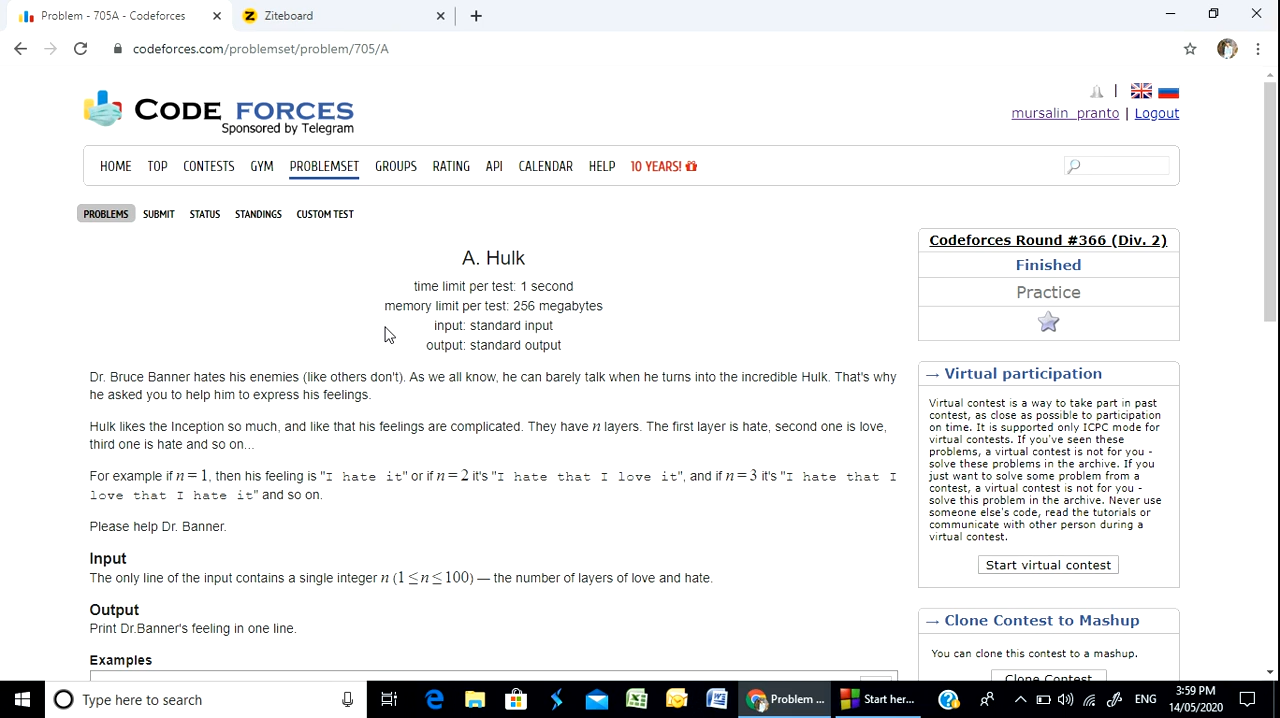 Problem - 705A - Codeforces
Ziteboard
codeforces.com/problemset/problem/705/A
CODE FORCES
Sponsored by Telegram
mursalin_pranto | Logout
HOME TOP CONTESTS GYM PROBLEMSET GROUPS RATING API CALENDAR HELP 10 YEARS!
PROBLEMS SUBMIT STATUS STANDINGS CUSTOM TEST
A. Hulk
time limit per test: 1 second
memory limit per test: 256 megabytes
input: standard input
output: standard output
Dr. Bruce Banner hates his enemies (like others don't). As we all know, he can barely talk when he turns into the incredible Hulk. That's why
he asked you to help him to express his feelings.
Hulk likes the Inception so much, and like that his feelings are complicated. They have n layers. The first layer is hate, second one is love,
third one is hate and so on...
For example if n = 1, then his feeling is "I hate it" or if n = 2 it's "I hate that I love it", and if n = 3 it's "I hate that I
love that I hate it" and so on.
Please help Dr. Banner.
Input
The only line of the input contains a single integer n (1 ≤ n ≤ 100) — the number of layers of love and hate.
Output
Print Dr.Banner's feeling in one line.
Examples
Codeforces Round #366 (Div. 2)
Finished
Practice
→ Virtual participation
Virtual contest is a way to take part in past
contest, as close as possible to participation
on time. It is supported only ICPC mode for
virtual contests. If you've seen these
problems, a virtual contest is not for you -
solve these problems in the archive. If you
just want to solve some problem from a
contest, a virtual contest is not for you -
solve this problem in the archive. Never use
someone else's code, read the tutorials or
communicate with other person during a
virtual contest.
Start virtual contest
→ Clone Contest to Mashup
You can clone this contest to a mashup.
Clone Contest
Type here to search
Problem ...
Start her...
ENG
3:59 PM
14/05/2020